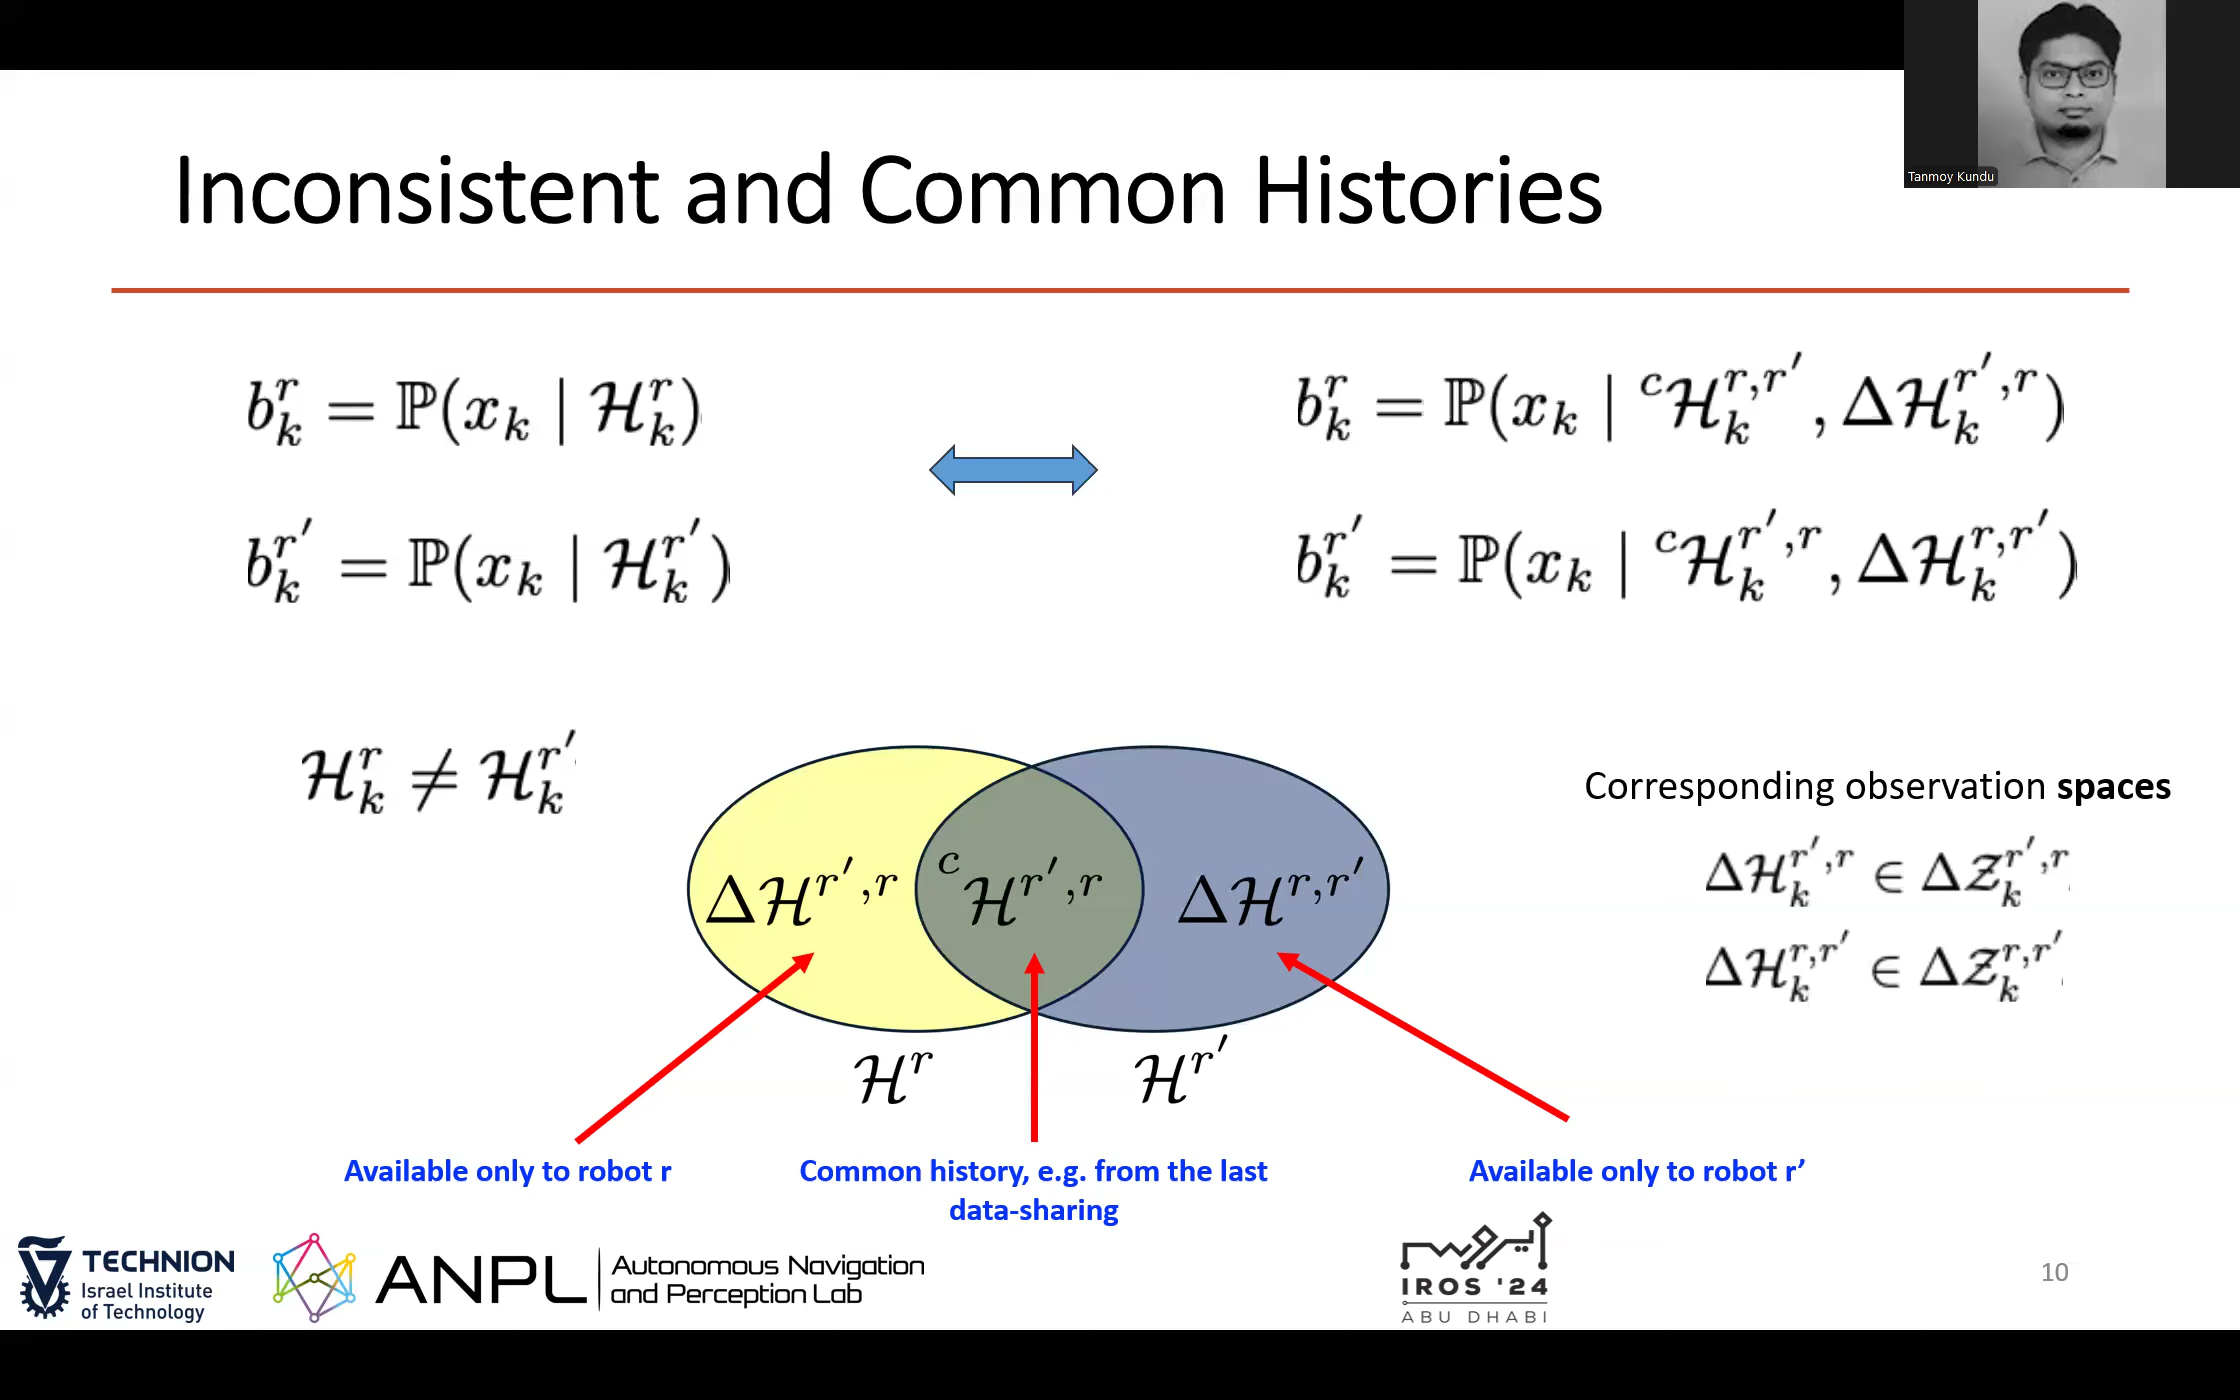 Tanmoy Kundu
Inconsistent and Common Histories
b_k^r = ℙ(x_k | ℋ_k^r)
b_k^r = ℙ(x_k | ^cℋ_k^{r,r′}, Δℋ_k^{r′,r})
b_k^{r′} = ℙ(x_k | ℋ_k^{r′})
b_k^{r′} = ℙ(x_k | ^cℋ_k^{r′,r}, Δℋ_k^{r,r′})
ℋ_k^r ≠ ℋ_k^{r′}
Corresponding observation spaces
Δℋ_k^{r′,r} ∈ Δ𝒵_k^{r′,r}
Δℋ_k^{r,r′} ∈ Δ𝒵_k^{r,r′}
Δℋ^{r′,r}
^cℋ^{r′,r}
Δℋ^{r,r′}
ℋ^r
ℋ^{r′}
Available only to robot r
Common history, e.g. from the last
data-sharing
Available only to robot r’
TECHNION
Israel Institute
of Technology
ANPL
Autonomous Navigation
and Perception Lab
IROS '24
ABU DHABI
10